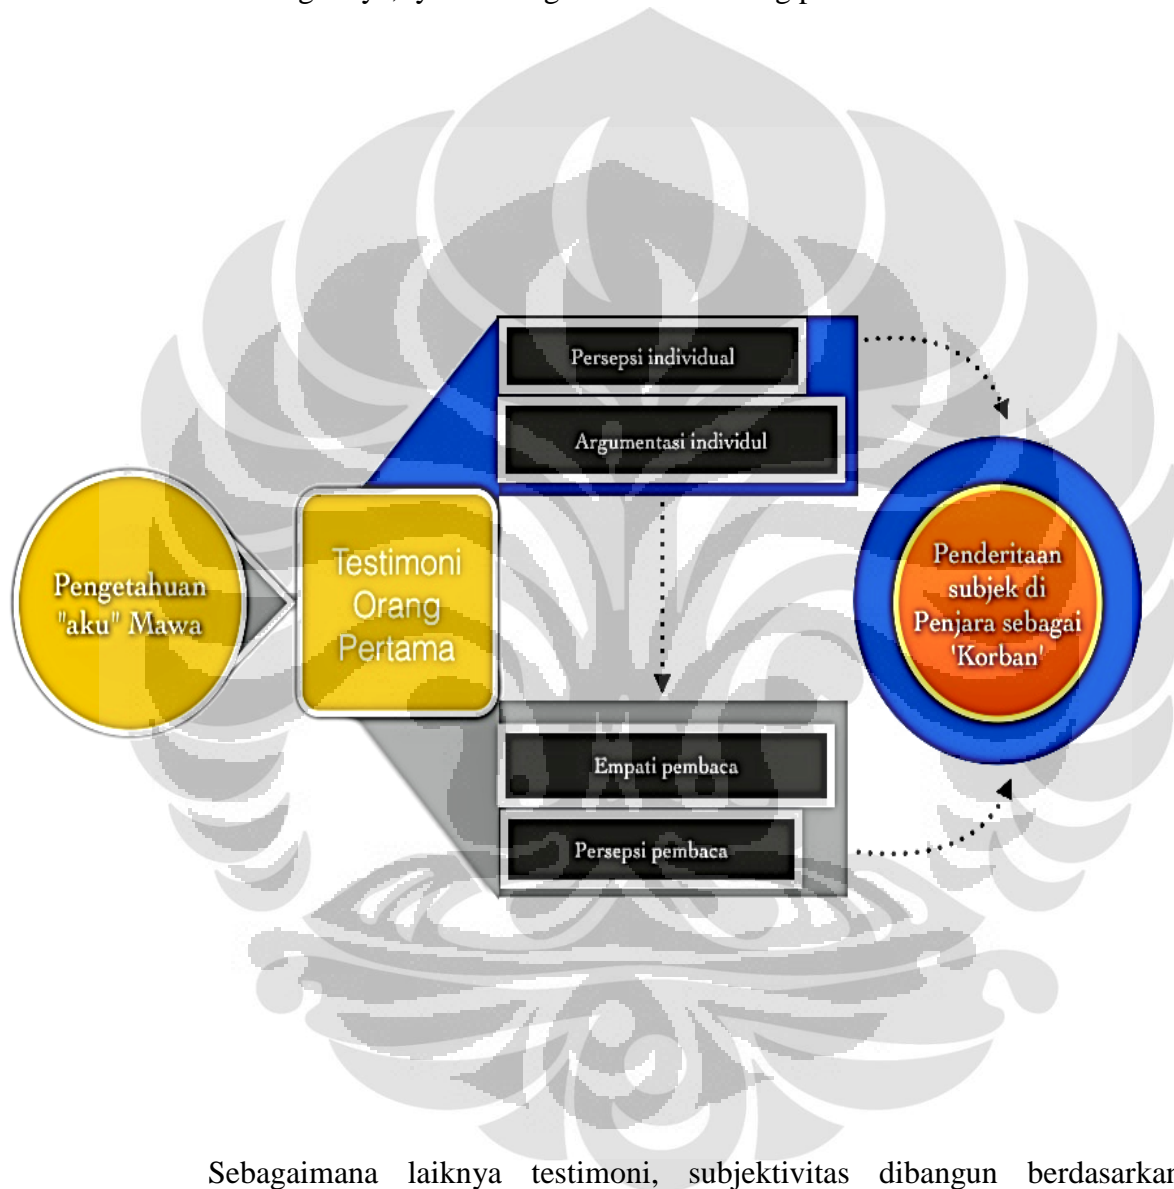 Persepsi individual
Argumentasi individul
Pengetahuan
"aku" Mawa
Testimoni
Orang
Pertama
Penderitaan
subjek di
Penjara sebagai
'Korban'
Empati pembaca
Persepsi pembaca
Sebagaimana laiknya testimoni, subjektivitas dibangun berdasarkan